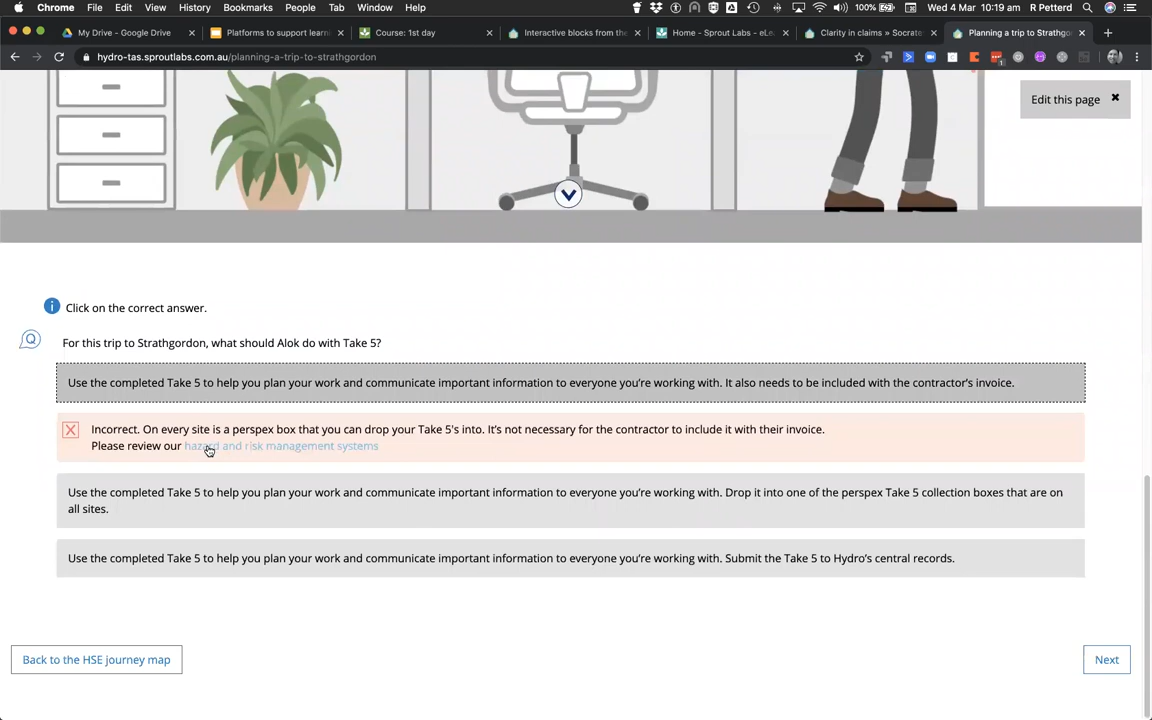 Chrome File Edit View History Bookmarks People Tab Window Help 100% Wed 4 Mar 10:19 am R Petterd
My Drive - Google Drive Platforms to support learn Course: 1st day Interactive blocks from the Home - Sprout Labs - eLea Clarity in claims » Socrate Planning a trip to Strathgor
hydro-tas.sproutlabs.com.au/planning-a-trip-to-strathgordon
Edit this page
Click on the correct answer.
Q For this trip to Strathgordon, what should Alok do with Take 5?
Use the completed Take 5 to help you plan your work and communicate important information to everyone you’re working with. It also needs to be included with the contractor’s invoice.
Incorrect. On every site is a perspex box that you can drop your Take 5's into. It’s not necessary for the contractor to include it with their invoice.
Please review our hazard and risk management systems
Use the completed Take 5 to help you plan your work and communicate important information to everyone you’re working with. Drop it into one of the perspex Take 5 collection boxes that are on
all sites.
Use the completed Take 5 to help you plan your work and communicate important information to everyone you’re working with. Submit the Take 5 to Hydro’s central records.
Back to the HSE journey map Next